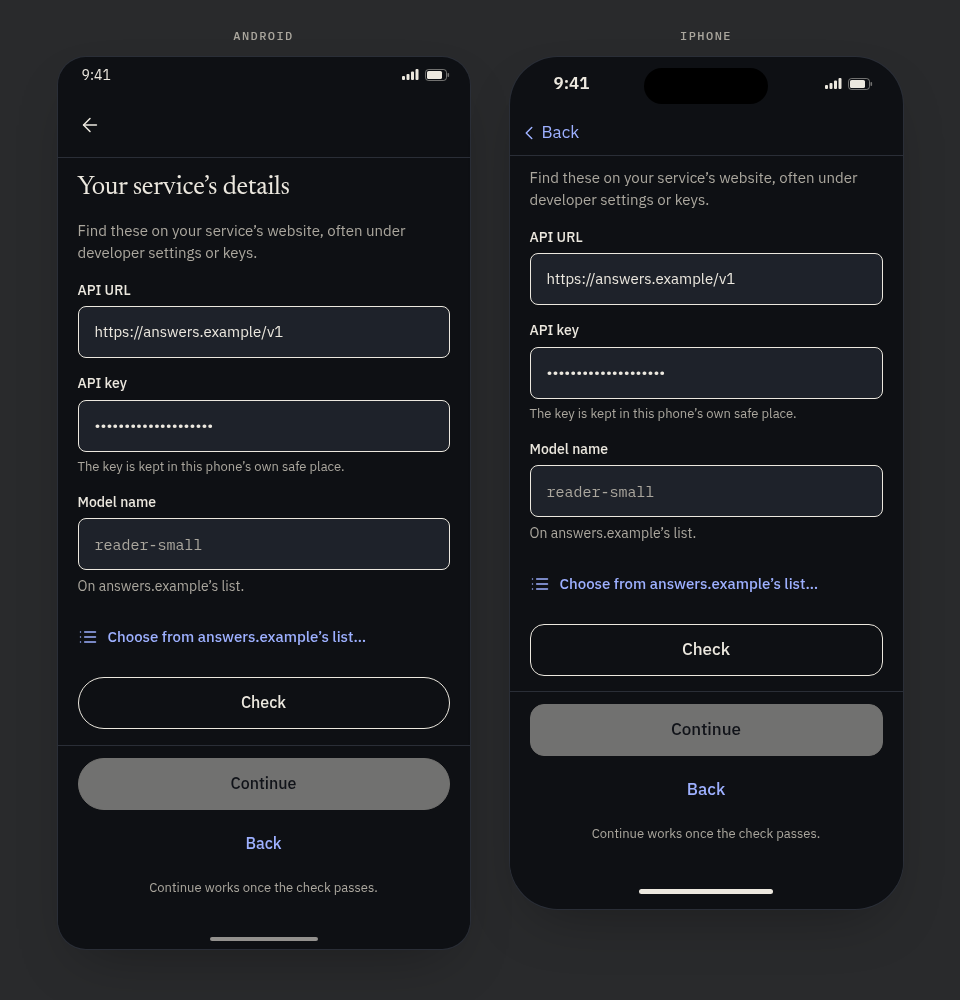 ANDROID
9:41
Your service’s details
Find these on your service’s website, often under
developer settings or keys.
API URL
https://answers.example/v1
API key
••••••••••••••••••••
The key is kept in this phone’s own safe place.
Model name
reader-small
On answers.example’s list.
Choose from answers.example’s list…
Check
Continue
Back
Continue works once the check passes.
IPHONE
9:41
Back
Find these on your service’s website, often under
developer settings or keys.
API URL
https://answers.example/v1
API key
••••••••••••••••••••
The key is kept in this phone’s own safe place.
Model name
reader-small
On answers.example’s list.
Choose from answers.example’s list…
Check
Continue
Back
Continue works once the check passes.